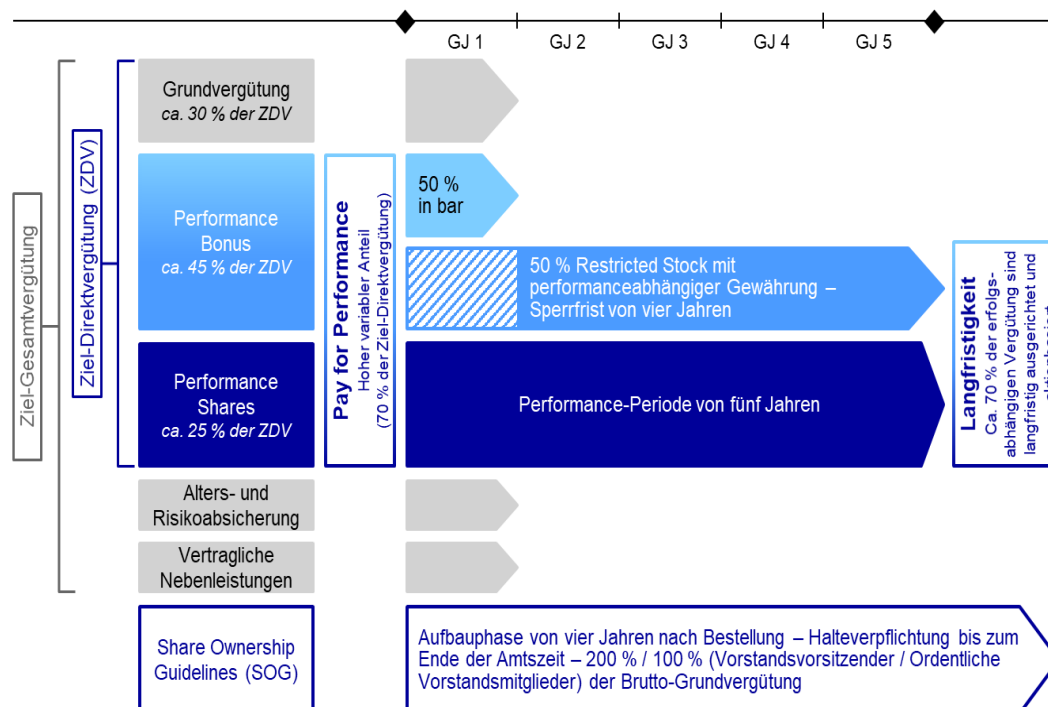 GJ 1
GJ 2
GJ 3
GJ 4
GJ 5
Ziel-Gesamtvergütung
Ziel-Direktvergütung (ZDV)
Grundvergütung
ca. 30 % der ZDV
Performance
Bonus
ca. 45 % der ZDV
Performance
Shares
ca. 25 % der ZDV
Pay for Performance
Hoher variabler Anteil
(70 % der Ziel-Direktvergütung)
50 %
in bar
50 % Restricted Stock mit
performanceabhängiger Gewährung –
Sperrfrist von vier Jahren
Performance-Periode von fünf Jahren
Langfristigkeit
Ca. 70 % der erfolgs-
abhängigen Vergütung sind
langfristig ausgerichtet und
Alters- und
Risikoabsicherung
Vertragliche
Nebenleistungen
Share Ownership
Guidelines (SOG)
Aufbauphase von vier Jahren nach Bestellung – Halteverpflichtung bis zum
Ende der Amtszeit – 200 % / 100 % (Vorstandsvorsitzender / Ordentliche
Vorstandsmitglieder) der Brutto-Grundvergütung